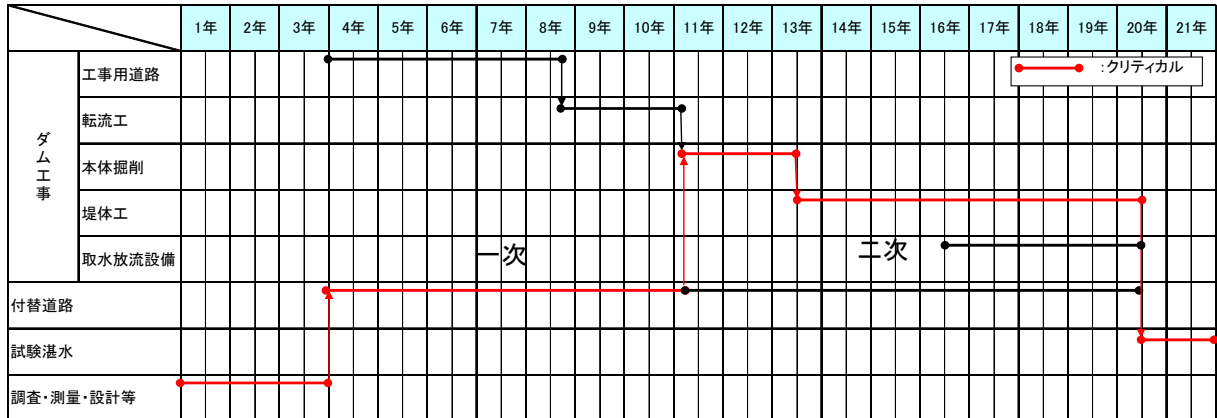 1年 2年 3年 4年 5年 6年 7年 8年 9年 10年 11年 12年 13年 14年 15年 16年 17年 18年 19年 20年 21年
ダム工事
工事用道路
:クリティカル
転流工
本体掘削
堤体工
取水放流設備
一次
二次
付替道路
試験湛水
調査・測量・設計等